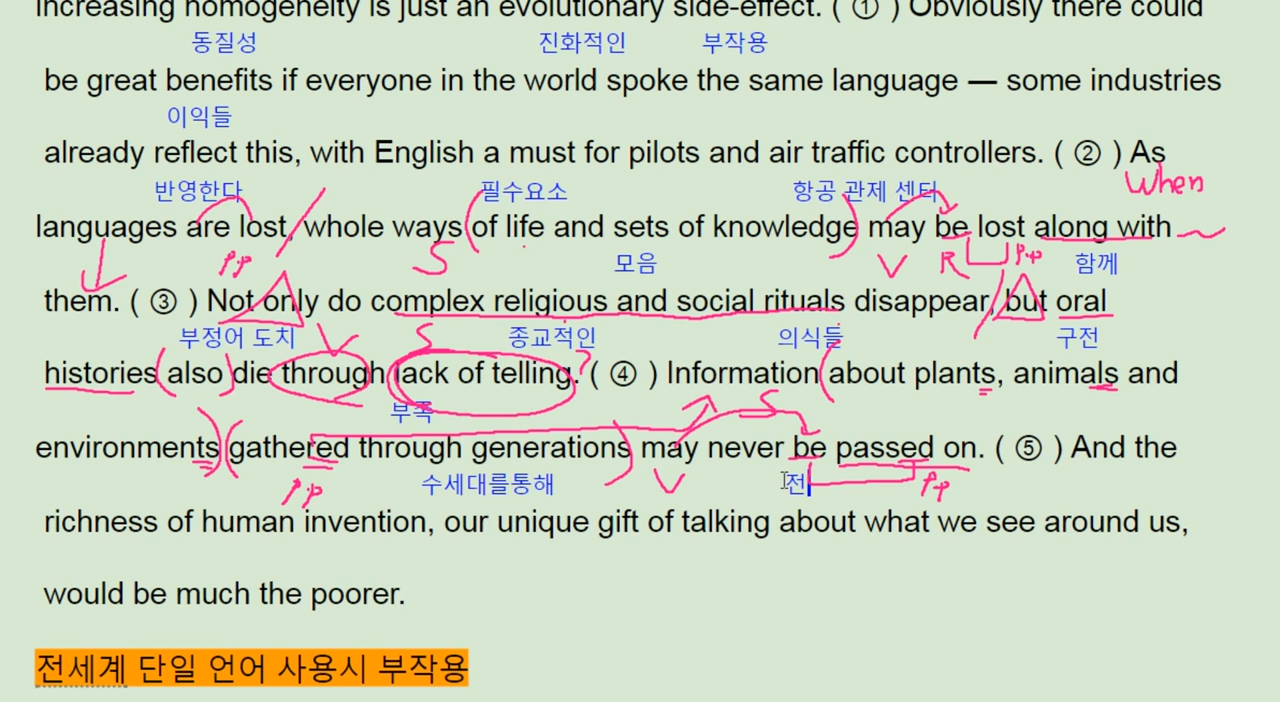 increasing homogeneity is just an evolutionary side-effect. ( ① ) Obviously there could
동질성 진화적인 부작용
be great benefits if everyone in the world spoke the same language — some industries
이익들
already reflect this, with English a must for pilots and air traffic controllers. ( ② ) As
반영한다 필수요소 항공 관제 센터 When
languages are lost, whole ways of life and sets of knowledge may be lost along with
P.P S 모음 V R P.P 함께
them. ( ③ ) Not only do complex religious and social rituals disappear, but oral
부정어 도치 V S 종교적인 의식들 구전
histories also die through lack of telling. ? ( ④ ) Information about plants, animals and
부족 S
environments gathered through generations may never be passed on. ( ⑤ ) And the
P.P 수세대를통해 V 전 P.P
richness of human invention, our unique gift of talking about what we see around us,
would be much the poorer.
전세계 단일 언어 사용시 부작용